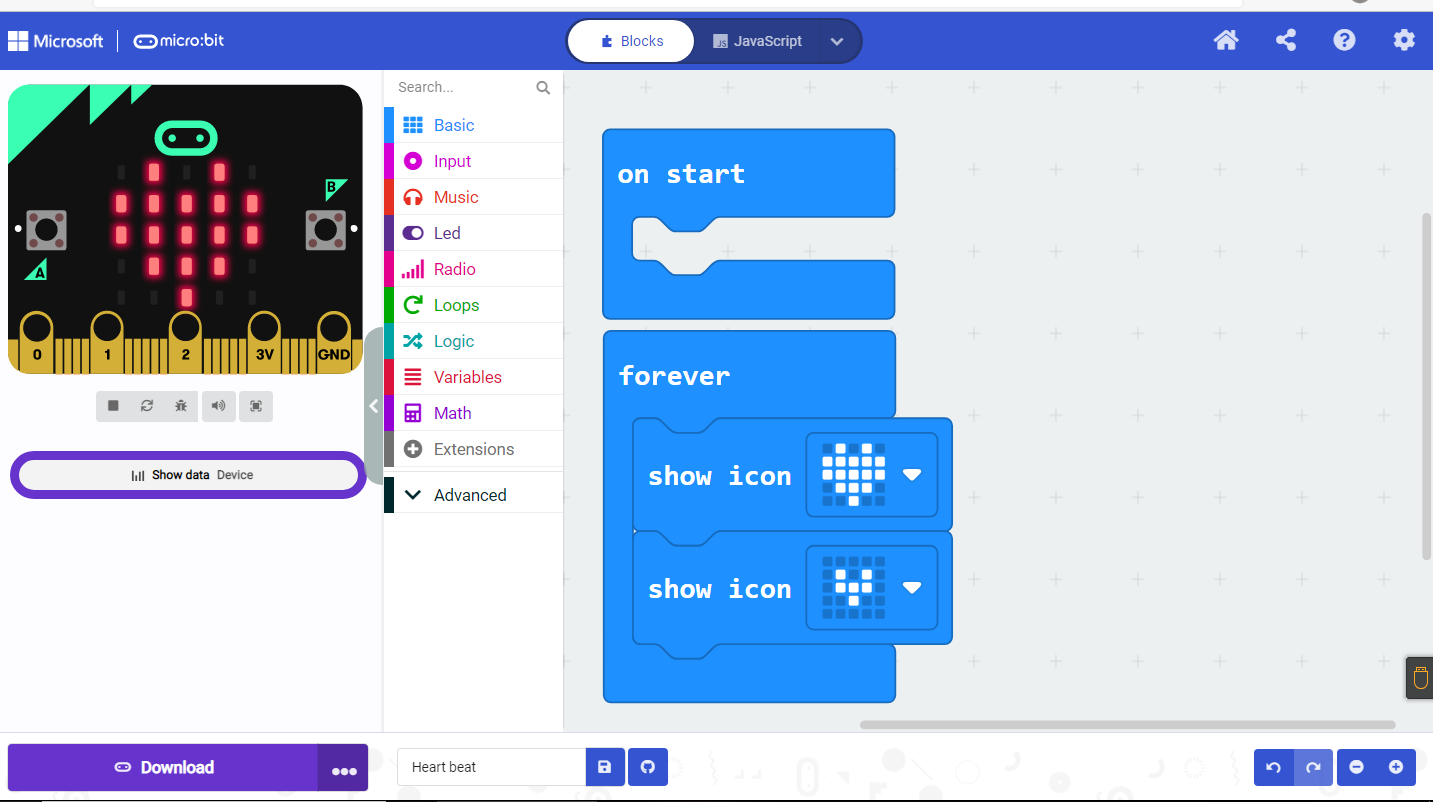 Microsoft micro:bit
Blocks
JS JavaScript
Search...
Basic
Input
Music
Led
Radio
Loops
Logic
Variables
Math
Extensions
Advanced
B
A
0 1 2 3V GND
Show data Device
on start
forever
show icon
show icon
Download
Heart beat